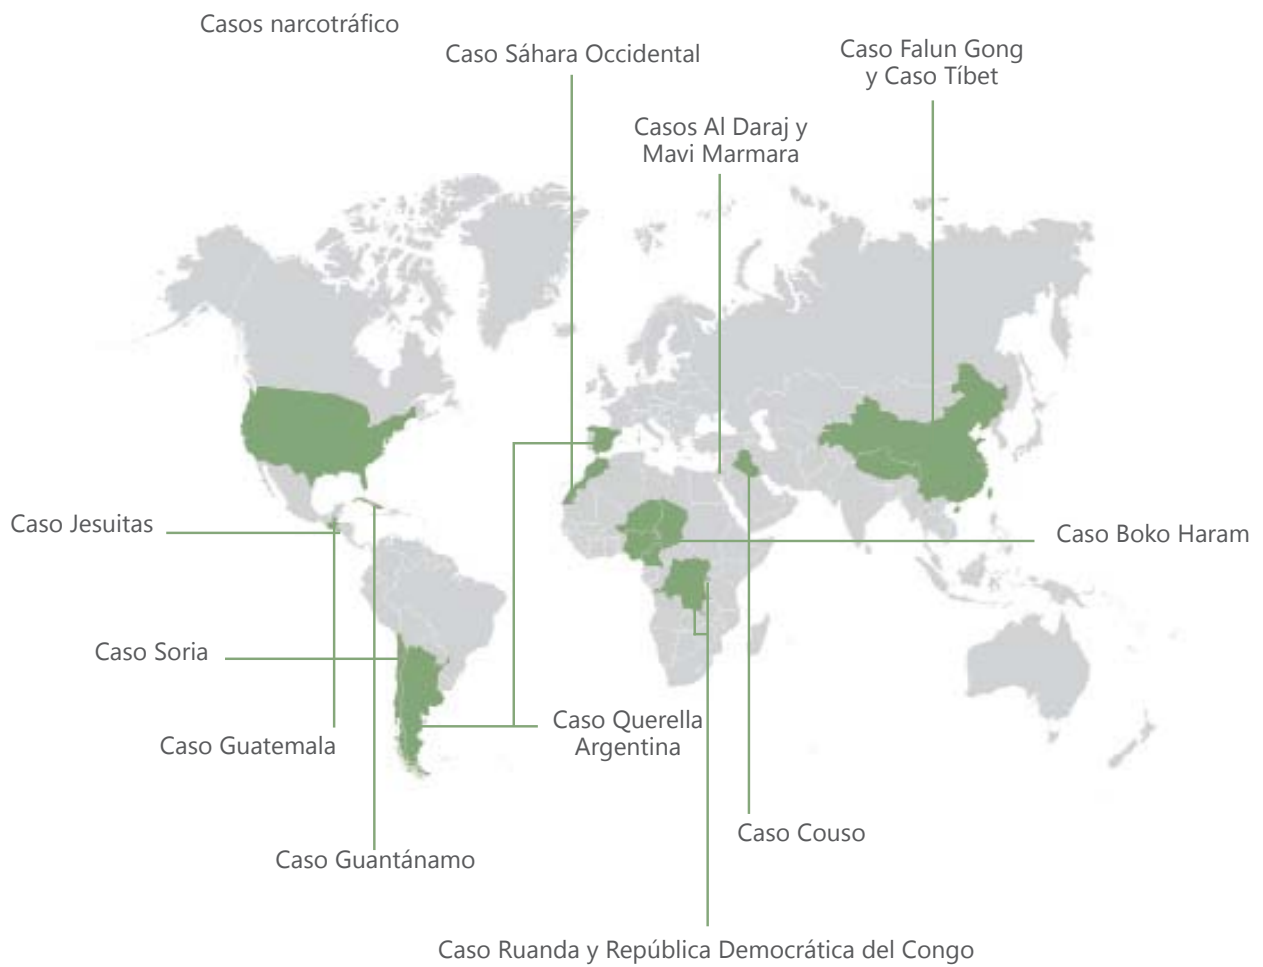 Casos narcotráfico
Caso Sáhara Occidental
Caso Falun Gong
y Caso Tíbet
Casos Al Daraj y
Mavi Marmara
Caso Jesuitas
Caso Boko Haram
Caso Soria
Caso Guatemala
Caso Querella
Argentina
Caso Couso
Caso Guantánamo
Caso Ruanda y República Democrática del Congo